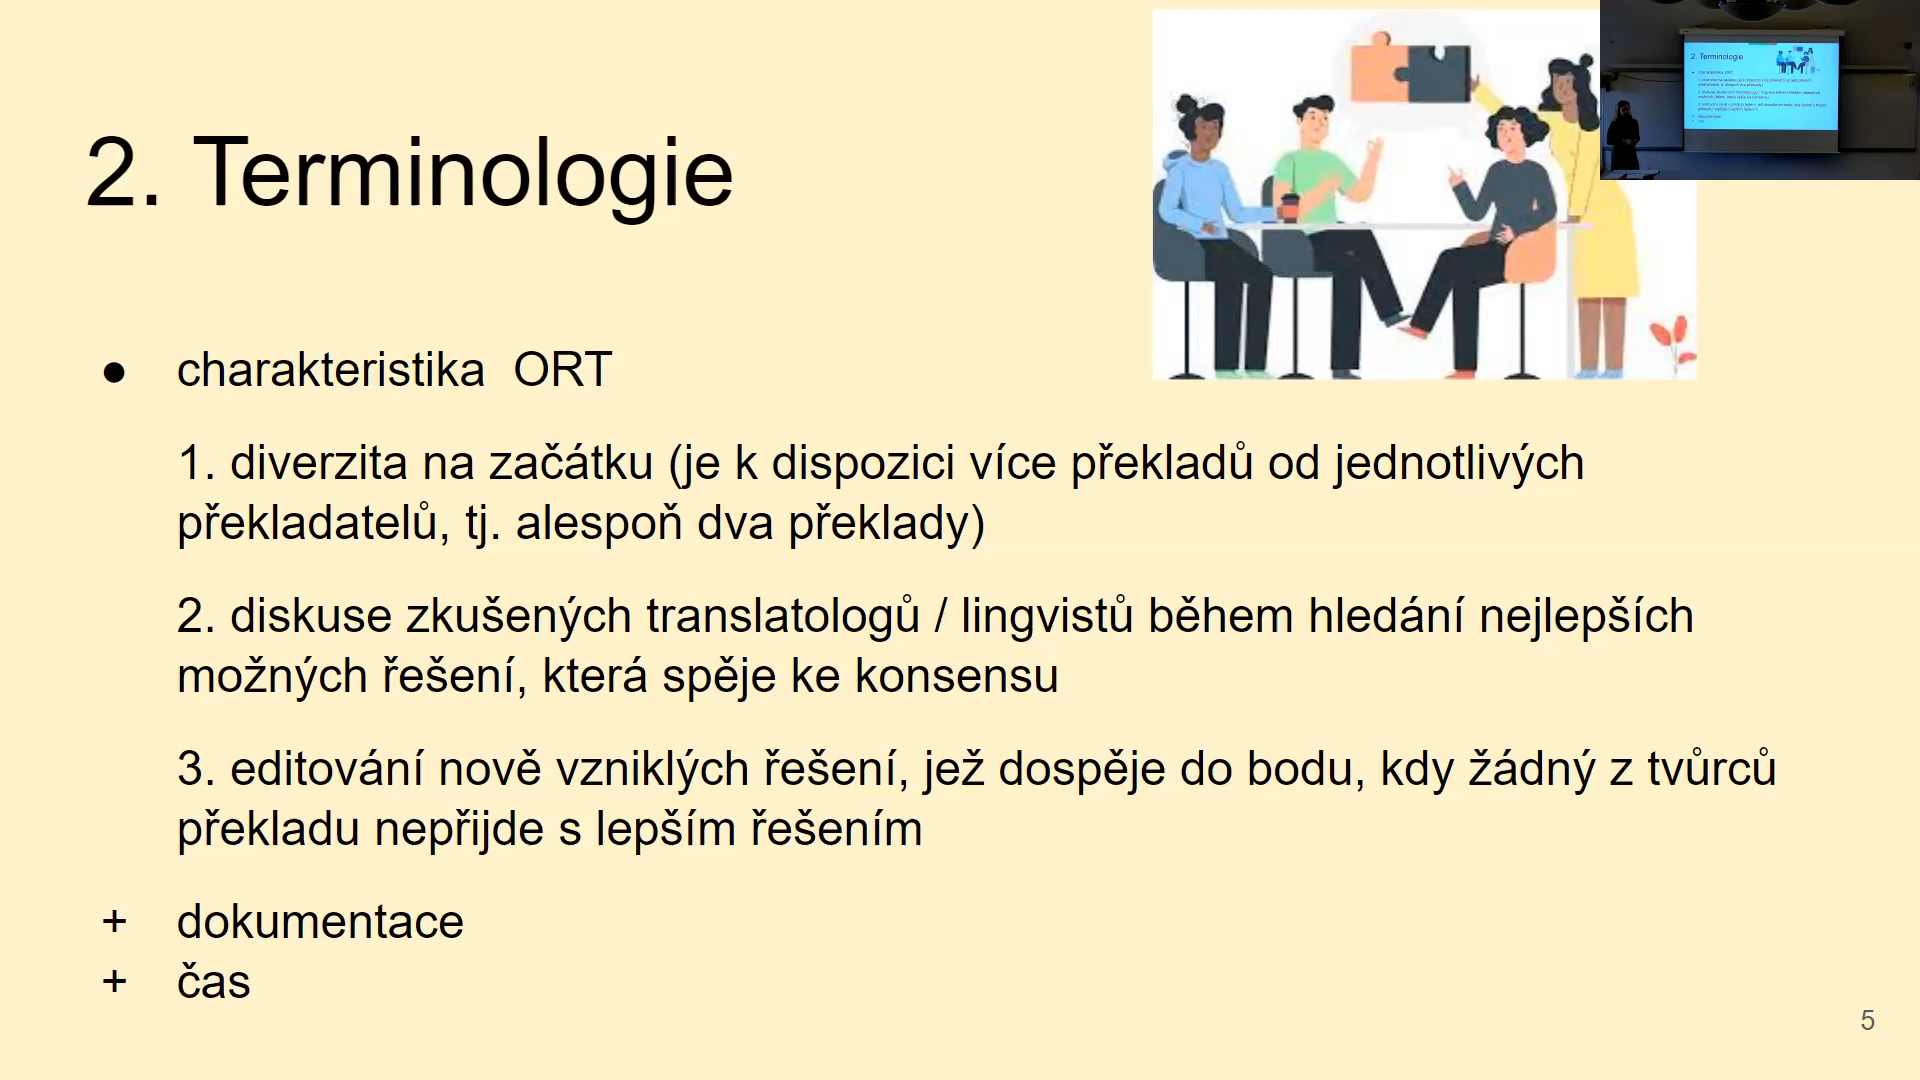 2. Terminologie
● charakteristika ORT
1. diverzita na začátku (je k dispozici více překladů od jednotlivých
překladatelů, tj. alespoň dva překlady)
2. diskuse zkušených translatologů / lingvistů během hledání nejlepších
možných řešení, která spěje ke konsensu
3. editování nově vzniklých řešení, jež dospěje do bodu, kdy žádný z tvůrců
překladu nepřijde s lepším řešením
+ dokumentace
+ čas
5
2. Terminologie